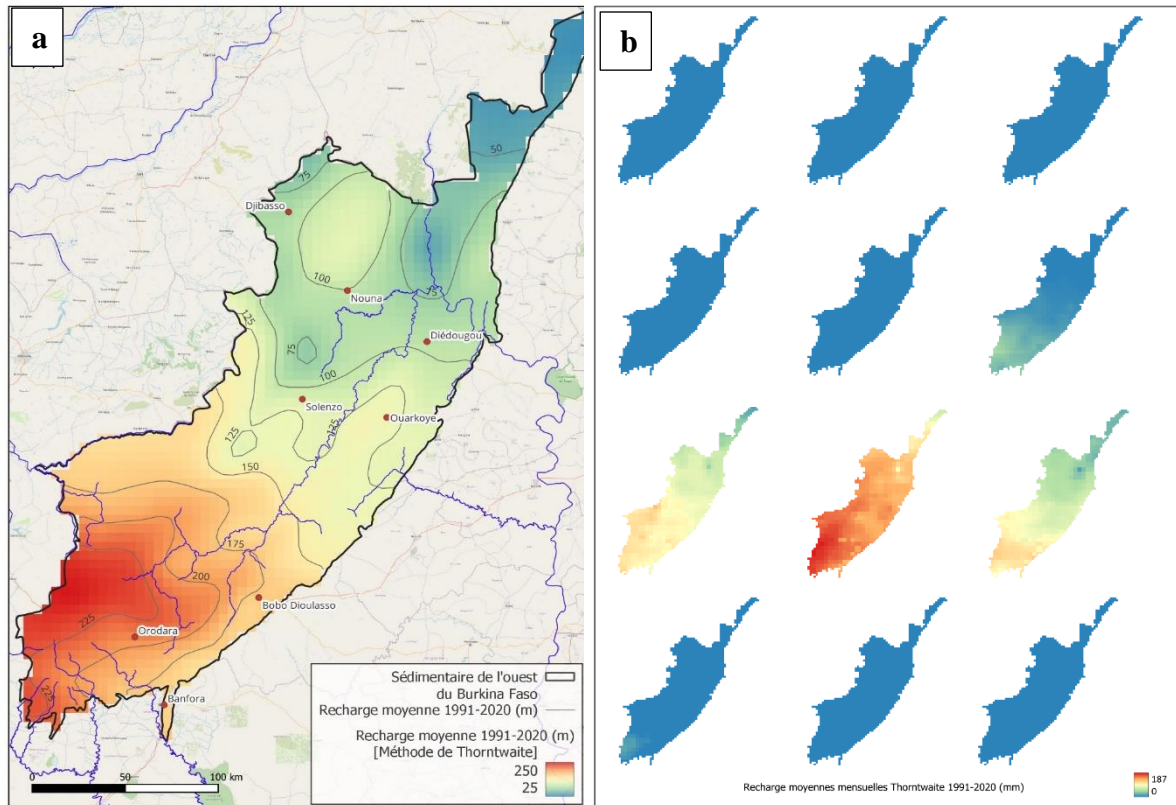 a
b
50
75
Djibasso
100
Nouna
75
125
Diédougou
75
100
Solenzo
Ouarkoye
125
125
150
175
200
Bobo Dioulasso
225
Orodara
225
Banfora
Sédimentaire de l'ouest
du Burkina Faso
Recharge moyenne 1991-2020 (m)
Recharge moyenne 1991-2020 (m)
[Méthode de Thorntwaite]
250
25
0 50 100 km
Recharge moyennes mensuelles Thorntwaite 1991-2020 (mm)
187
0